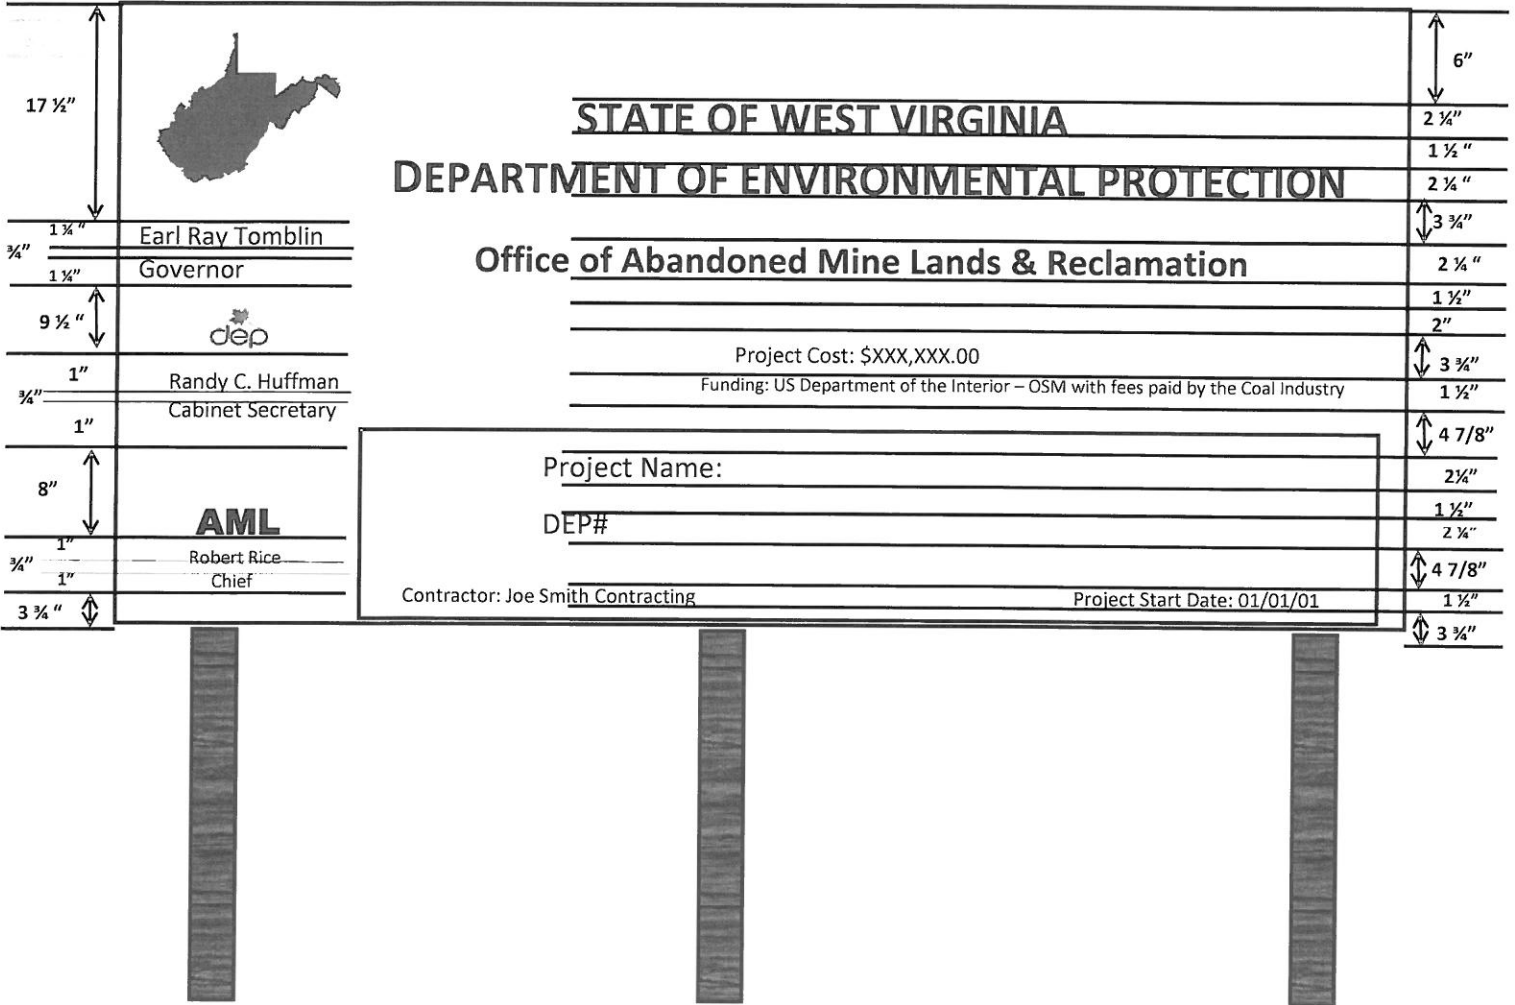 17 ½”
6”
STATE OF WEST VIRGINIA
2 ¼”
1 ½ “
DEPARTMENT OF ENVIRONMENTAL PROTECTION
2 ¼ “
3 ¾”
1 ¼ “
Earl Ray Tomblin
¾”
Governor
1 ¼”
Office of Abandoned Mine Lands & Reclamation
2 ¼ “
1 ½”
9 ½ “
dep
2”
Project Cost: $XXX,XXX.00
3 ¾”
1”
Randy C. Huffman
Funding: US Department of the Interior – OSM with fees paid by the Coal Industry
1 ½”
¾”
Cabinet Secretary
1”
4 7/8”
Project Name:
2¼”
8”
1 ½”
AML
DEP#
2 ¼”
1”
Robert Rice
¾”
Chief
1”
4 7/8”
Contractor: Joe Smith Contracting
Project Start Date: 01/01/01
1 ½”
3 ¾ “
3 ¾”